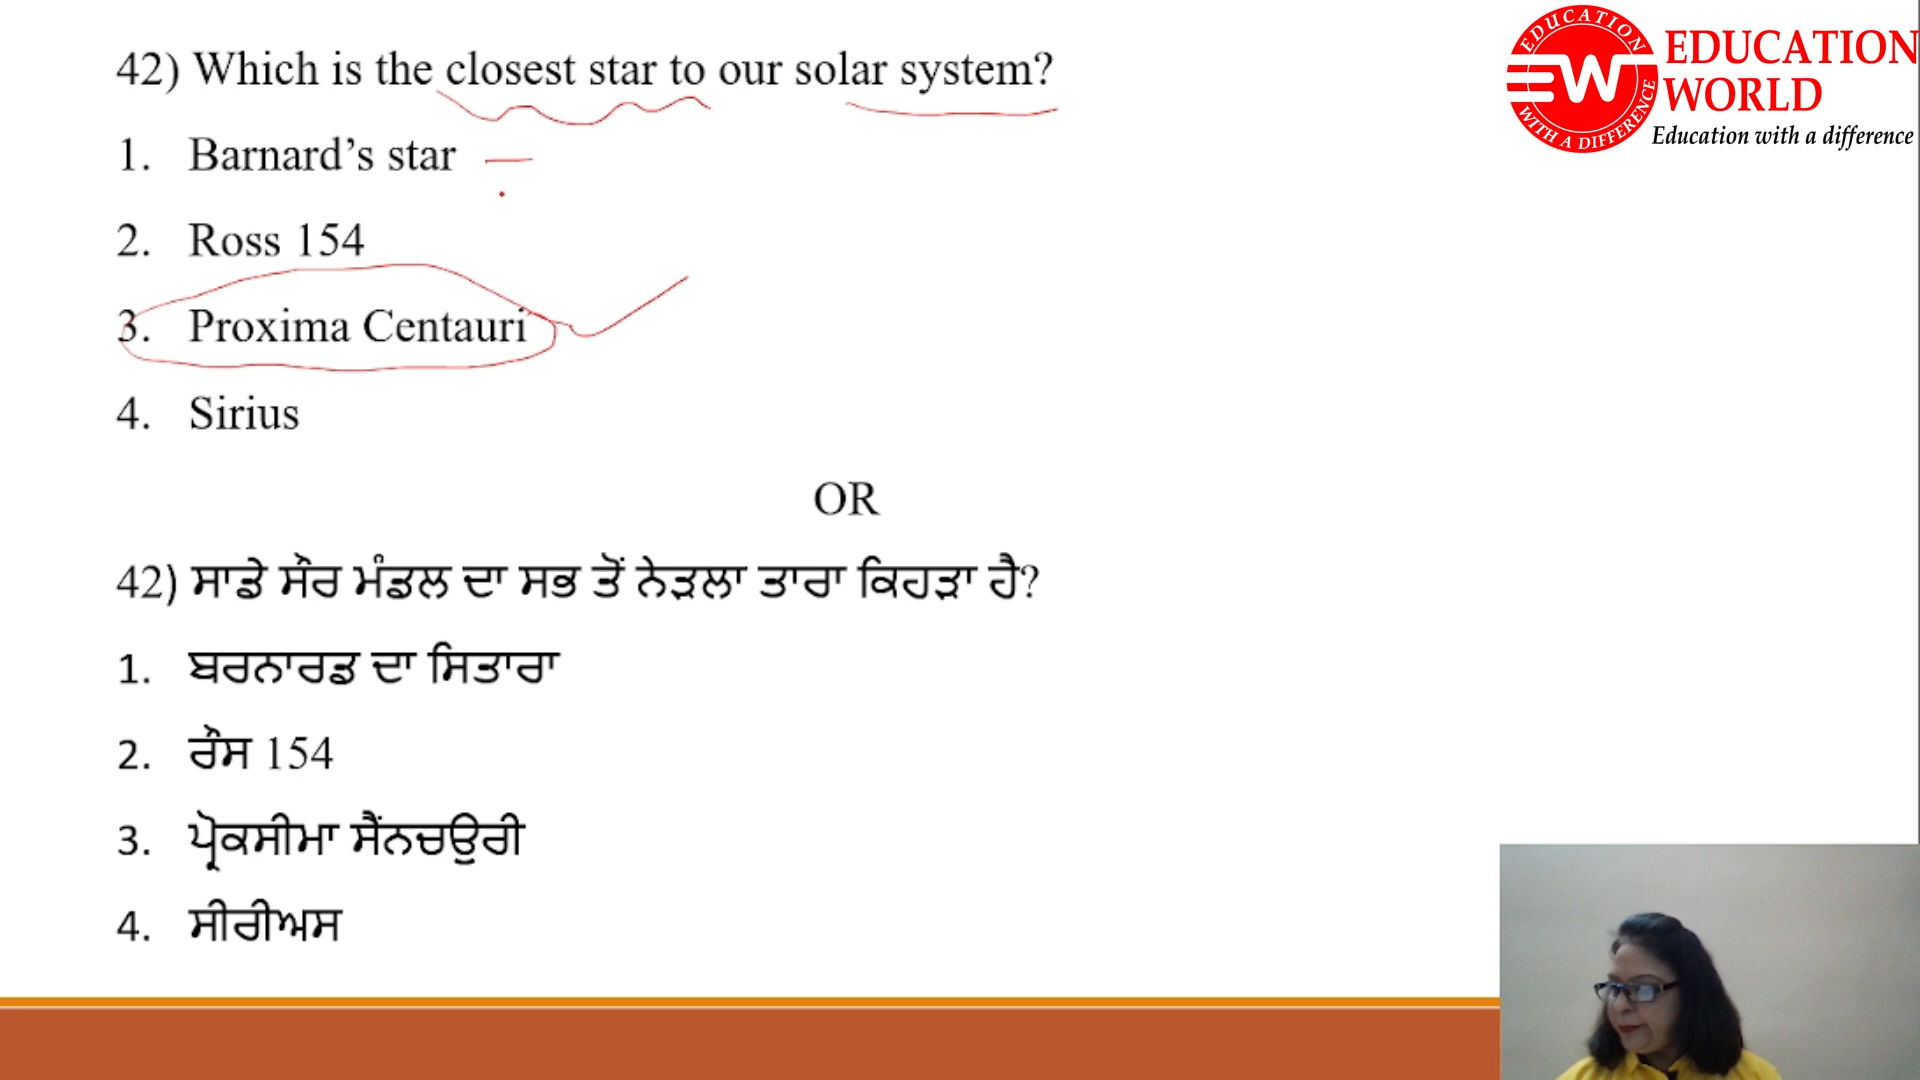 42) Which is the closest star to our solar system?
1. Barnard’s star
2. Ross 154
3. Proxima Centauri
4. Sirius
OR
42) ਸਾਡੇ ਸੌਰ ਮੰਡਲ ਦਾ ਸਭ ਤੋਂ ਨੇੜਲਾ ਤਾਰਾ ਕਿਹੜਾ ਹੈ?
1. ਬਰਨਾਰਡ ਦਾ ਸਿਤਾਰਾ
2. ਰੌਸ 154
3. ਪ੍ਰੋਕਸੀਮਾ ਸੈਂਨਚਉਰੀ
4. ਸੀਰੀਅਸ
EDUCATION
EW
WITH A DIFFERENCE
EDUCATION
WORLD
Education with a difference